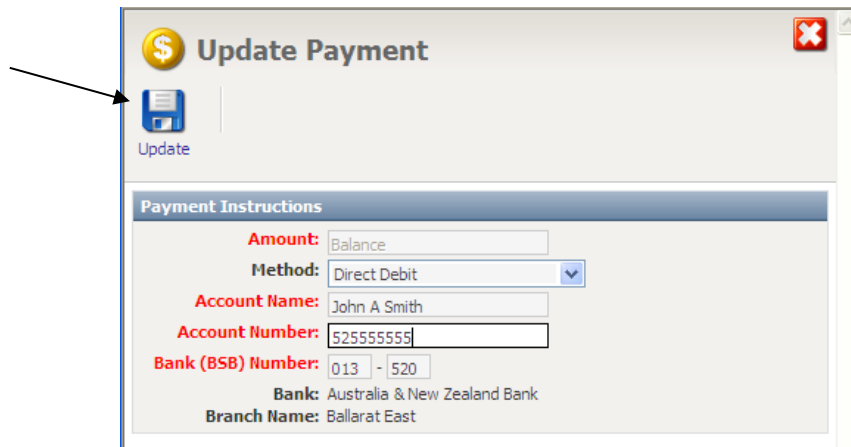 Update Payment
Update
Payment Instructions
Amount: Balance
Method: Direct Debit
Account Name: John A Smith
Account Number: 525555555
Bank (BSB) Number: 013 - 520
Bank: Australia & New Zealand Bank
Branch Name: Ballarat East